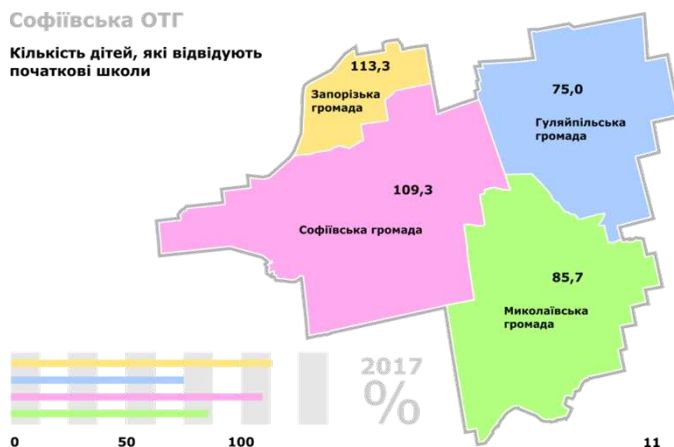 Софіївська ОТГ
Кількість дітей, які відвідують
початкові школи
113,3
Запорізька
громада
75,0
Гуляйпільська
громада
109,3
Софіївська громада
85,7
Миколаївська
громада
2017
%
0 50 100
11